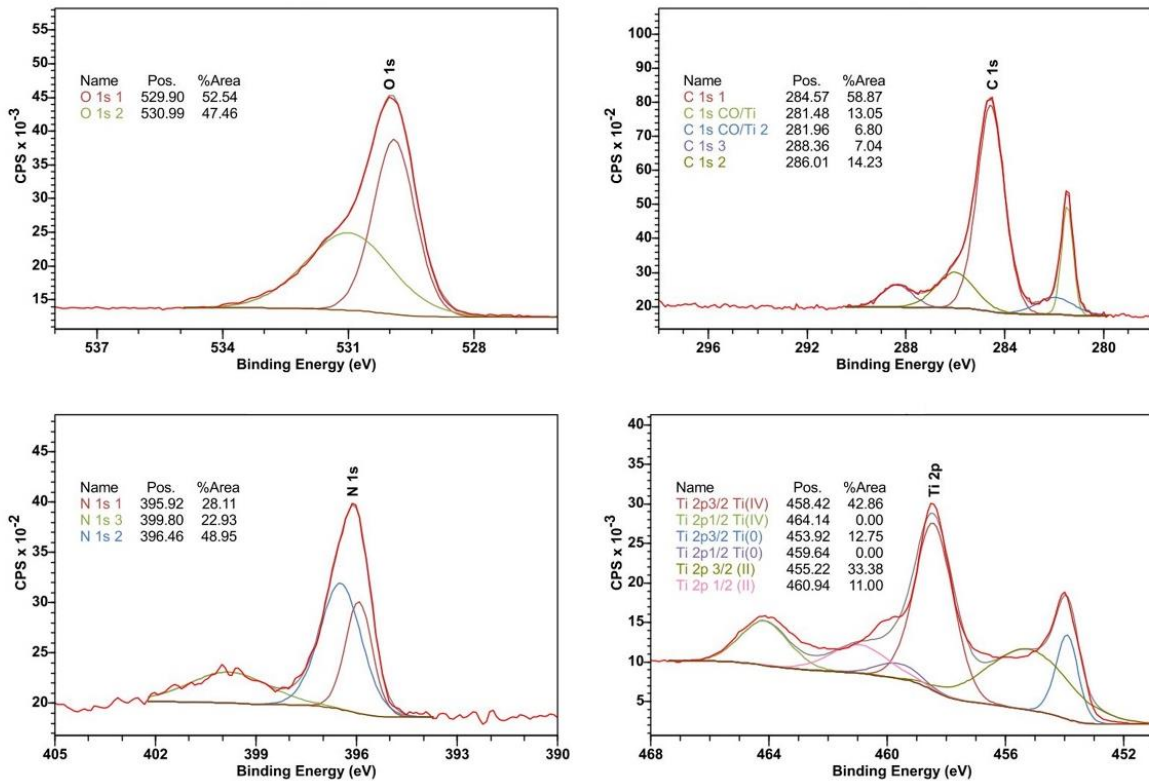 CPS x 10-3
55
50
45
40
35
30
25
20
15
Name Pos. %Area
O 1s 1 529.90 52.54
O 1s 2 530.99 47.46
O 1s
537 534 531 528
Binding Energy (eV)
CPS x 10-2
100
90
80
70
60
50
40
30
20
Name Pos. %Area
C 1s 1 284.57 58.87
C 1s CO/Ti 281.48 13.05
C 1s CO/Ti 2 281.96 6.80
C 1s 3 288.36 7.04
C 1s 2 286.01 14.23
C 1s
296 292 288 284 280
Binding Energy (eV)
CPS x 10-2
45
40
35
30
25
20
Name Pos. %Area
N 1s 1 395.92 28.11
N 1s 3 399.80 22.93
N 1s 2 396.46 48.95
N 1s
405 402 399 396 393 390
Binding Energy (eV)
CPS x 10-3
40
35
30
25
20
15
10
5
Name Pos. %Area
Ti 2p3/2 Ti(IV) 458.42 42.86
Ti 2p1/2 Ti(IV) 464.14 0.00
Ti 2p3/2 Ti(0) 453.92 12.75
Ti 2p1/2 Ti(0) 459.64 0.00
Ti 2p 3/2 (II) 455.22 33.38
Ti 2p 1/2 (II) 460.94 11.00
Ti 2p
468 464 460 456 452
Binding Energy (eV)